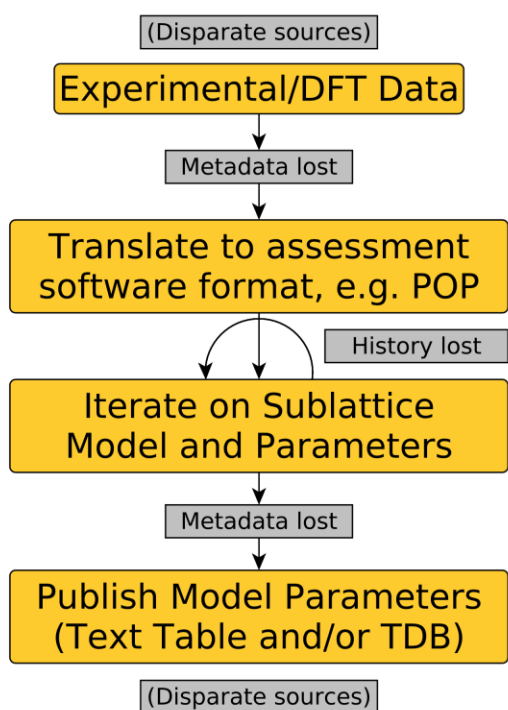 (Disparate sources)
Experimental/DFT Data
Metadata lost
Translate to assessment
software format, e.g. POP
History lost
Iterate on Sublattice
Model and Parameters
Metadata lost
Publish Model Parameters
(Text Table and/or TDB)
(Disparate sources)